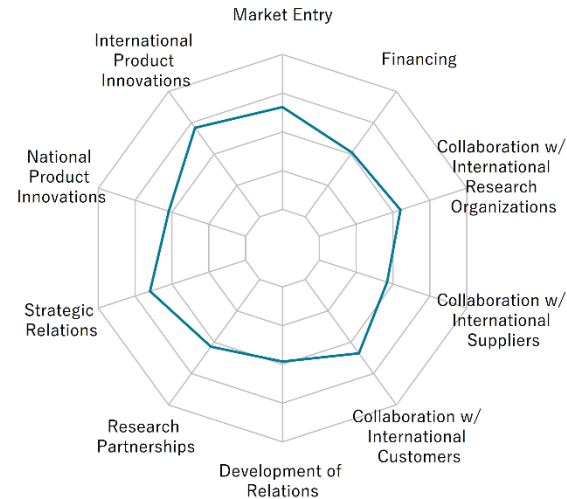 Market Entry
Financing
Collaboration w/
International
Research
Organizations
Collaboration w/
International
Suppliers
Collaboration w/
International
Customers
Development of
Relations
Research
Partnerships
Strategic
Relations
National
Product
Innovations
International
Product
Innovations